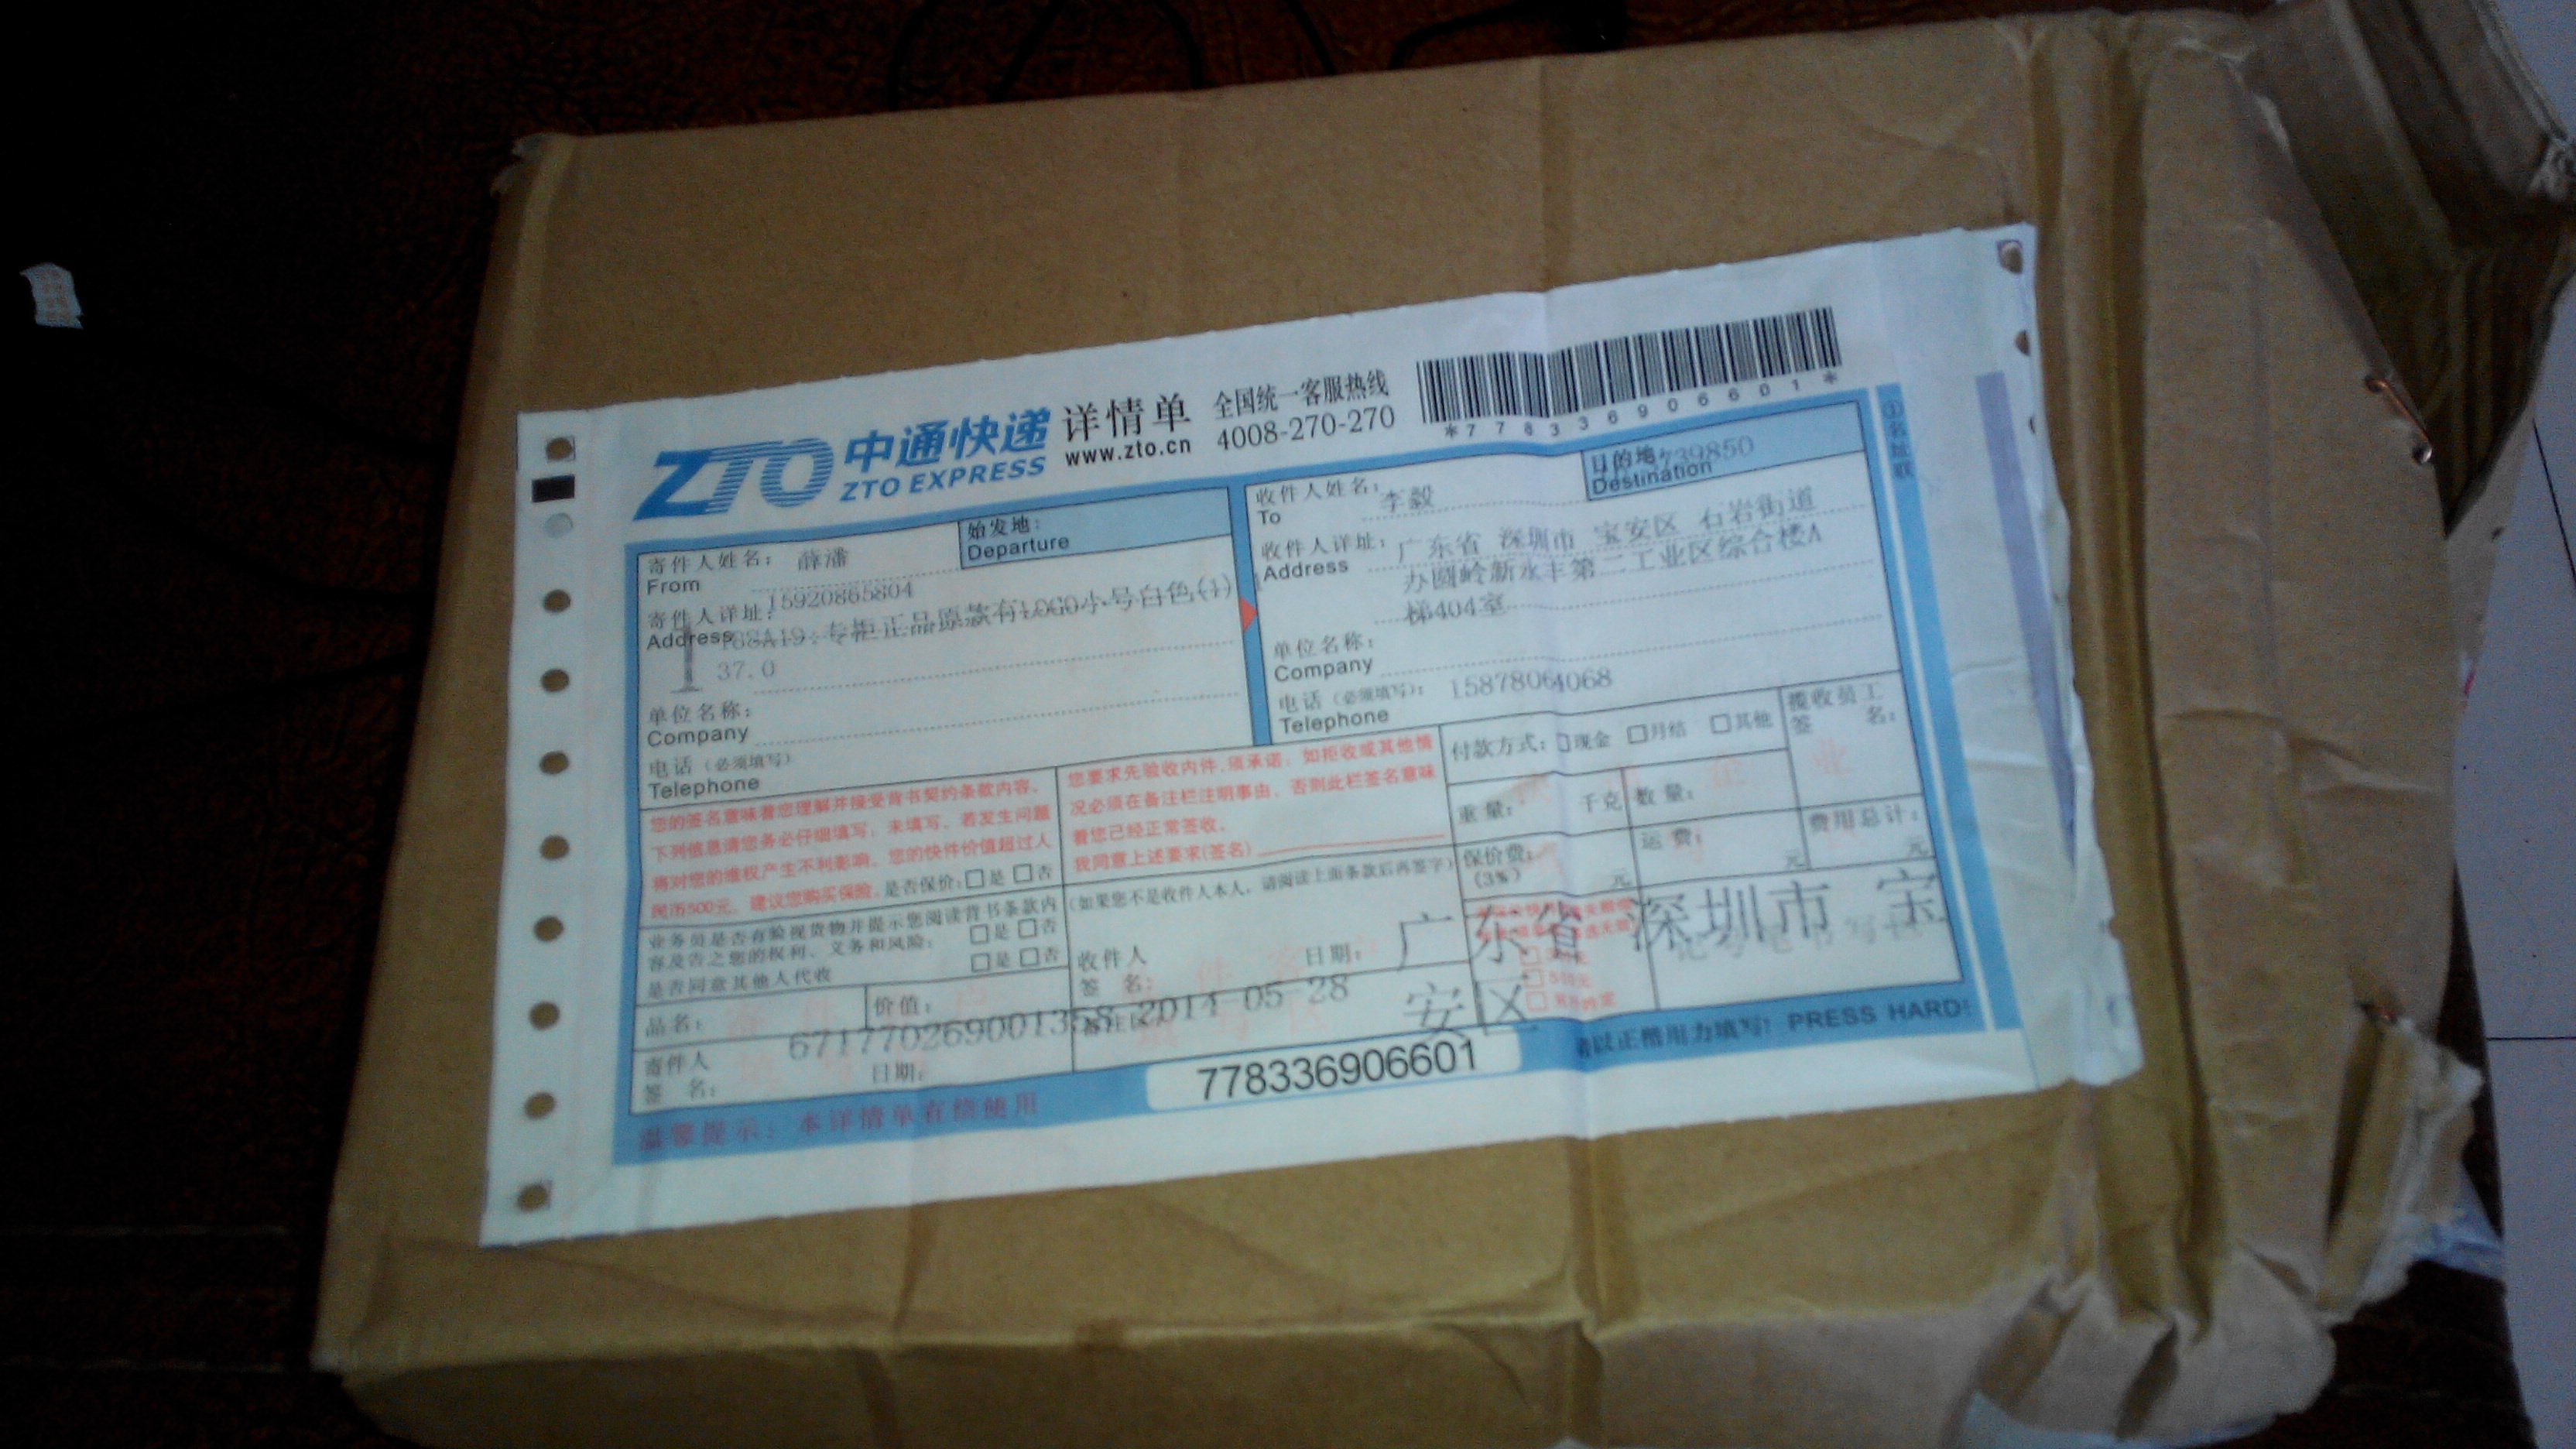 ZTO 中通快递 详情单 全国统一客服热线
ZTO EXPRESS www.zto.cn 4008-270-270
*778336906601*
始发地:
Departure
寄件人姓名: 薛潘
From
15920865804
寄件人详址:
Address 168A19:专柜正品原款有LOGO小号白色(1)
37.0
单位名称:
Company
电话(必须填写):
Telephone
收件人姓名: 李毅
To
目的地
Destination
收件人详址: 广东省 深圳市 宝安区 石岩街道
Address 办圆岭新永丰第二工业区综合楼A
梯404室
单位名称:
Company
电话(必须填写): 15878064068
Telephone
您的签名意味着您理解并接受背书契约条款内容。
下列信息请您务必仔细填写;未填写、若发生问题
将对您的维权产生不利影响。您的快件价值超过人
民币500元,建议您购买保险。是否保价:□是 □否
您要求先验收内件,须承诺:如拒收或其他情
况必须在备注栏注明事由,否则此栏签名意味
着您已经正常签收。
我同意上述要求(签名)
付款方式:□现金 □月结 □其他
揽收员工
签 名:
重量: 千克 数量:
保价费: 元
(3%)
运费: 元
费用总计: 元
业务员是否有验视货物并提示您阅读背书条款内
容及告之您的权利、义务和风险: □是 □否
是否同意其他人代收 □是 □否
(如果您不是收件人本人,请阅读上面条款后再签字)
收件人
签 名:
日期:
广东省 深圳市 宝
安区
品名:
价值:
671770269001358 2014-05-28
寄件人
签 名:
日期:
778336906601
请以正楷用力填写! PRESS HARD!
温馨提示:本详情单有偿使用